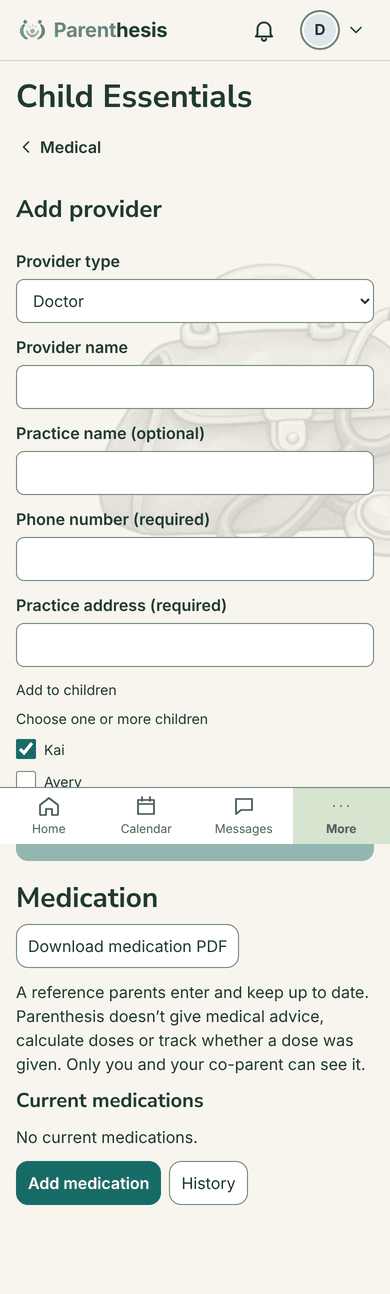 Parenthesis
D
Child Essentials
Medical
Add provider
Provider type
Doctor
Provider name
Practice name (optional)
Phone number (required)
Practice address (required)
Add to children
Choose one or more children
Kai
Avery
Home
Calendar
Messages
More
Medication
Download medication PDF
A reference parents enter and keep up to date.
Parenthesis doesn’t give medical advice,
calculate doses or track whether a dose was
given. Only you and your co-parent can see it.
Current medications
No current medications.
Add medication
History